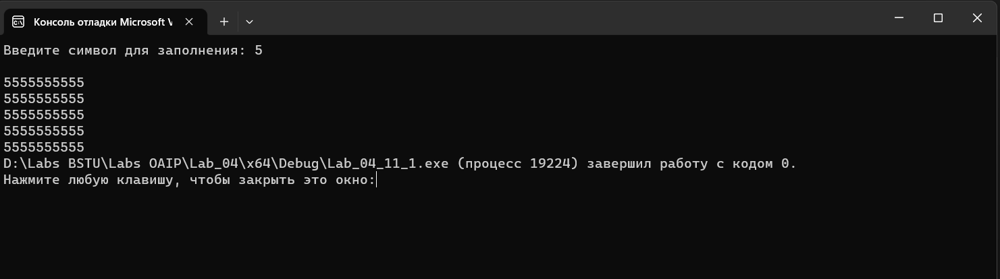 Консоль отладки Microsoft V
Введите символ для заполнения: 5
5555555555
5555555555
5555555555
5555555555
5555555555
D:\Labs BSTU\Labs OAIP\Lab_04\x64\Debug\Lab_04_11_1.exe (процесс 19224) завершил работу с кодом 0.
Нажмите любую клавишу, чтобы закрыть это окно: